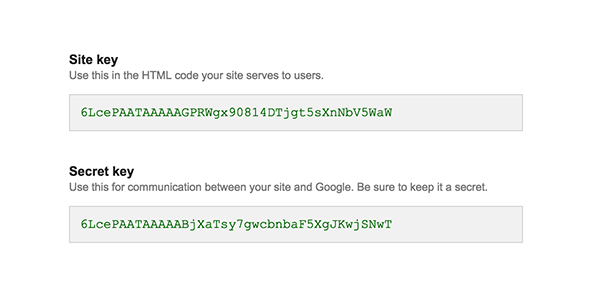 Site key
Use this in the HTML code your site serves to users.
6LcePAATAAAAAGPRWgx90814DTjgt5sXnNbV5WaW
Secret key
Use this for communication between your site and Google. Be sure to keep it a secret.
6LcePAATAAAAABjXaTsy7gwcbnbaF5XgJKwjSNwT